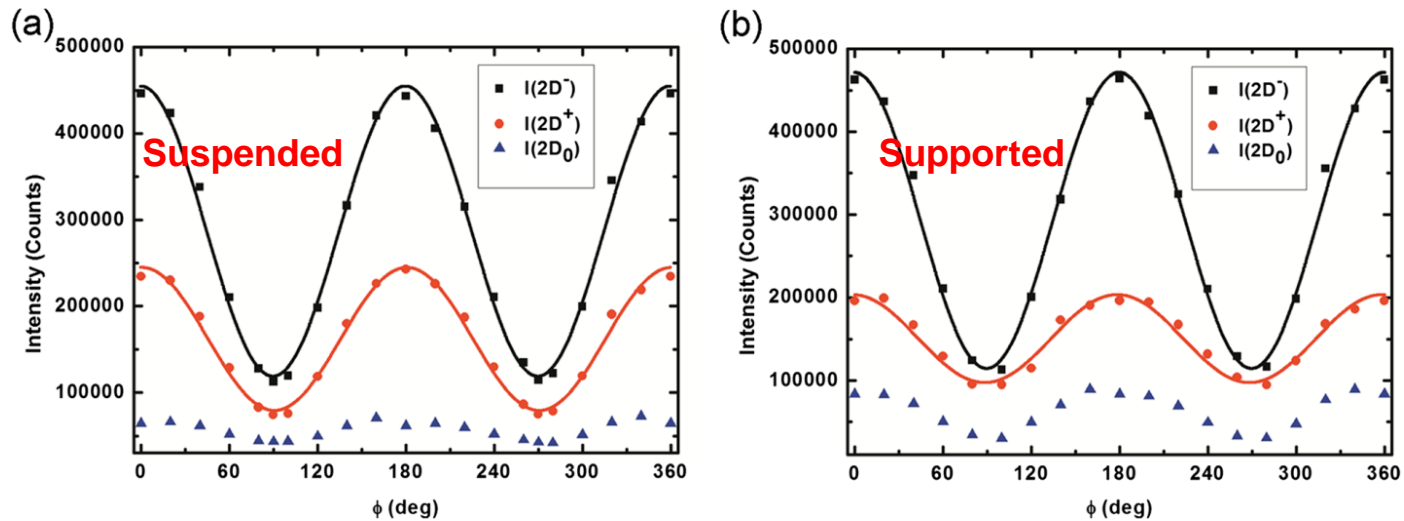 (a)
500000
400000
300000
200000
100000
0 60 120 180 240 300 360
Intensity (Counts)
ϕ (deg)
I(2D⁻)
I(2D⁺)
I(2D₀)
Suspended
(b)
500000
400000
300000
200000
100000
0 60 120 180 240 300 360
Intensity (Counts)
ϕ (deg)
I(2D⁻)
I(2D⁺)
I(2D₀)
Supported